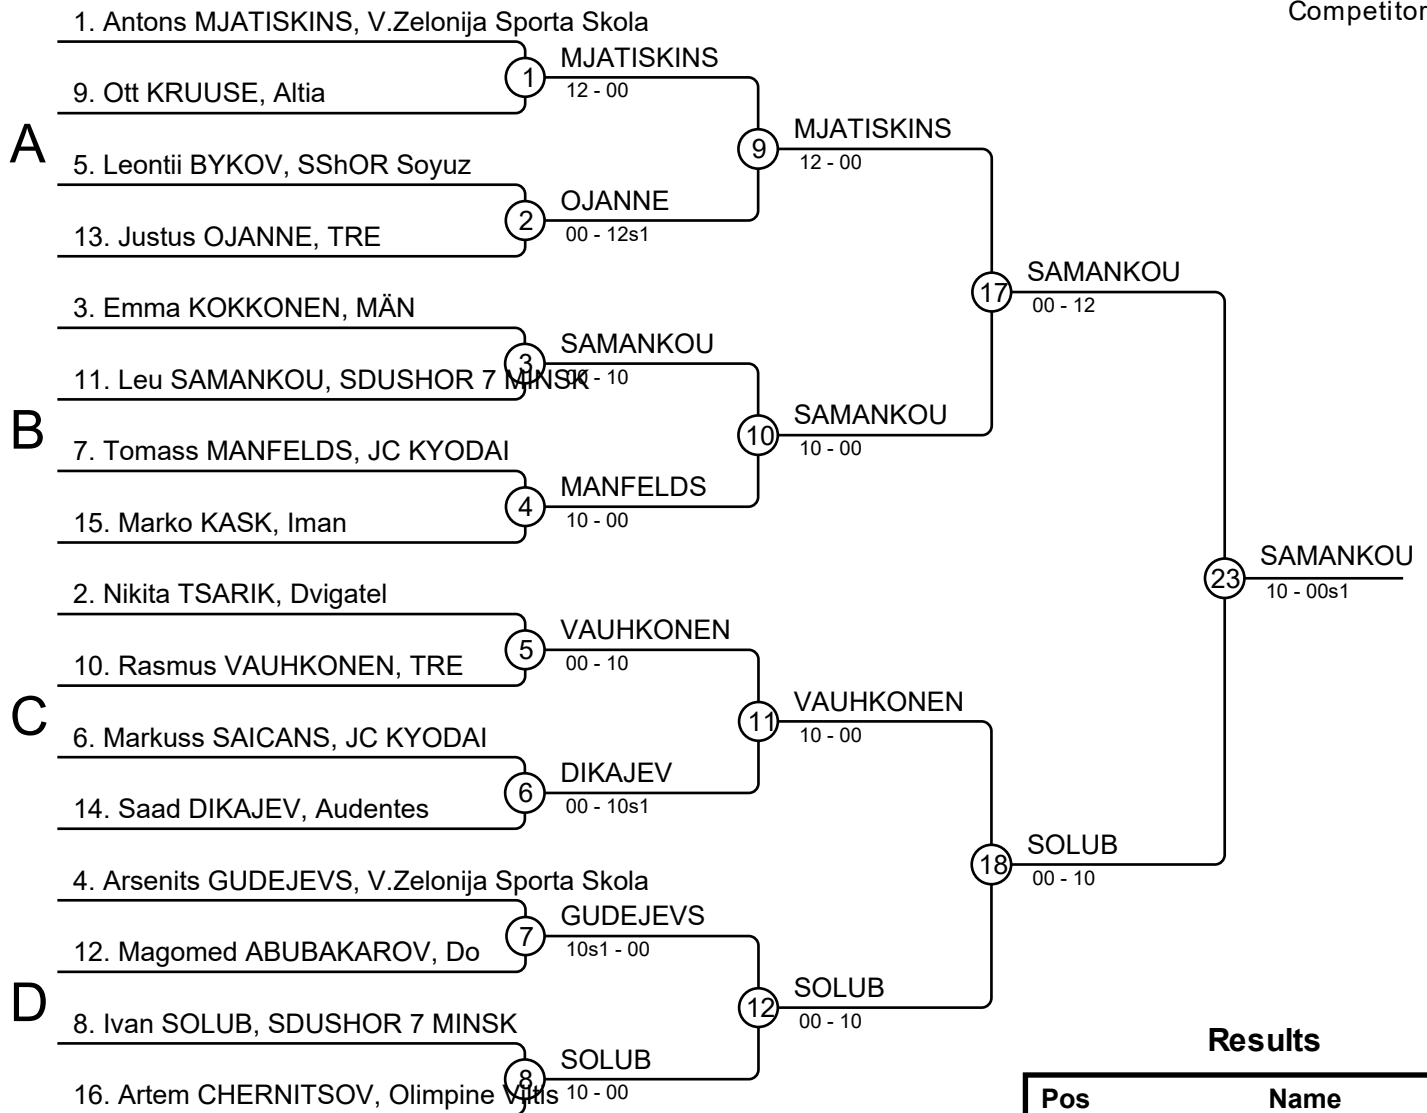 Competitor
1. Antons MJATISKINS, V.Zelonija Sporta Skola
MJATISKINS
1
12 - 00
9. Ott KRUUSE, Altia
A
MJATISKINS
9
12 - 00
5. Leontii BYKOV, SShOR Soyuz
OJANNE
2
00 - 12s1
13. Justus OJANNE, TRE
SAMANKOU
17
00 - 12
3. Emma KOKKONEN, MÄN
SAMANKOU
3
00 - 10
11. Leu SAMANKOU, SDUSHOR 7 MINSK
B
SAMANKOU
10
10 - 00
7. Tomass MANFELDS, JC KYODAI
MANFELDS
4
10 - 00
15. Marko KASK, Iman
SAMANKOU
23
10 - 00s1
2. Nikita TSARIK, Dvigatel
VAUHKONEN
5
00 - 10
10. Rasmus VAUHKONEN, TRE
C
VAUHKONEN
11
10 - 00
6. Markuss SAICANS, JC KYODAI
DIKAJEV
6
00 - 10s1
14. Saad DIKAJEV, Audentes
SOLUB
18
00 - 10
4. Arsenits GUDEJEVS, V.Zelonija Sporta Skola
GUDEJEVS
7
10s1 - 00
12. Magomed ABUBAKAROV, Do
D
SOLUB
12
00 - 10
8. Ivan SOLUB, SDUSHOR 7 MINSK
SOLUB
8
10 - 00
16. Artem CHERNITSOV, Olimpine Viltis
Results
Pos Name